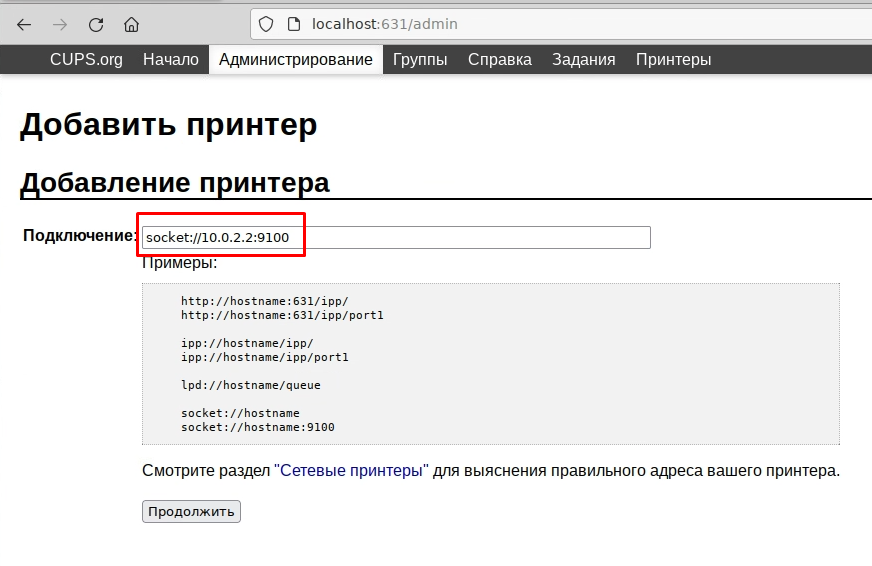 localhost:631/admin
CUPS.org Начало Администрирование Группы Справка Задания Принтеры
Добавить принтер
Добавление принтера
Подключение: socket://10.0.2.2:9100
Примеры:
http://hostname:631/ipp/
http://hostname:631/ipp/port1
ipp://hostname/ipp/
ipp://hostname/ipp/port1
lpd://hostname/queue
socket://hostname
socket://hostname:9100
Смотрите раздел "Сетевые принтеры" для выяснения правильного адреса вашего принтера.
Продолжить